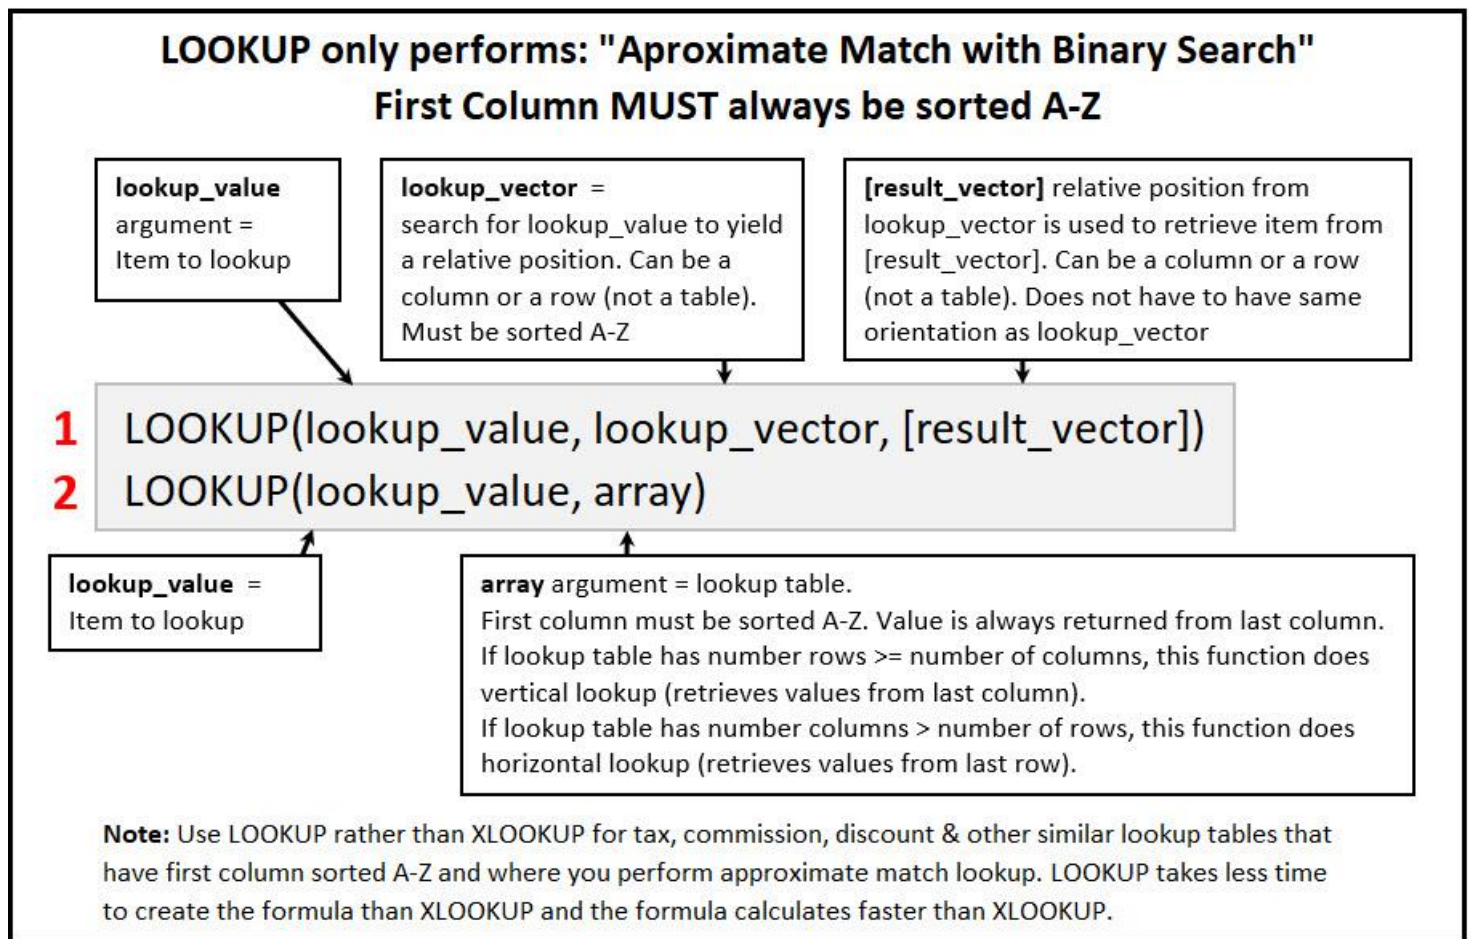 LOOKUP only performs: "Aproximate Match with Binary Search"
First Column MUST always be sorted A-Z
lookup_value
argument =
Item to lookup
lookup_vector =
search for lookup_value to yield
a relative position. Can be a
column or a row (not a table).
Must be sorted A-Z
[result_vector] relative position from
lookup_vector is used to retrieve item from
[result_vector]. Can be a column or a row
(not a table). Does not have to have same
orientation as lookup_vector
1 LOOKUP(lookup_value, lookup_vector, [result_vector])
2 LOOKUP(lookup_value, array)
lookup_value =
Item to lookup
array argument = lookup table.
First column must be sorted A-Z. Value is always returned from last column.
If lookup table has number rows >= number of columns, this function does
vertical lookup (retrieves values from last column).
If lookup table has number columns > number of rows, this function does
horizontal lookup (retrieves values from last row).
Note: Use LOOKUP rather than XLOOKUP for tax, commission, discount & other similar lookup tables that
have first column sorted A-Z and where you perform approximate match lookup. LOOKUP takes less time
to create the formula than XLOOKUP and the formula calculates faster than XLOOKUP.